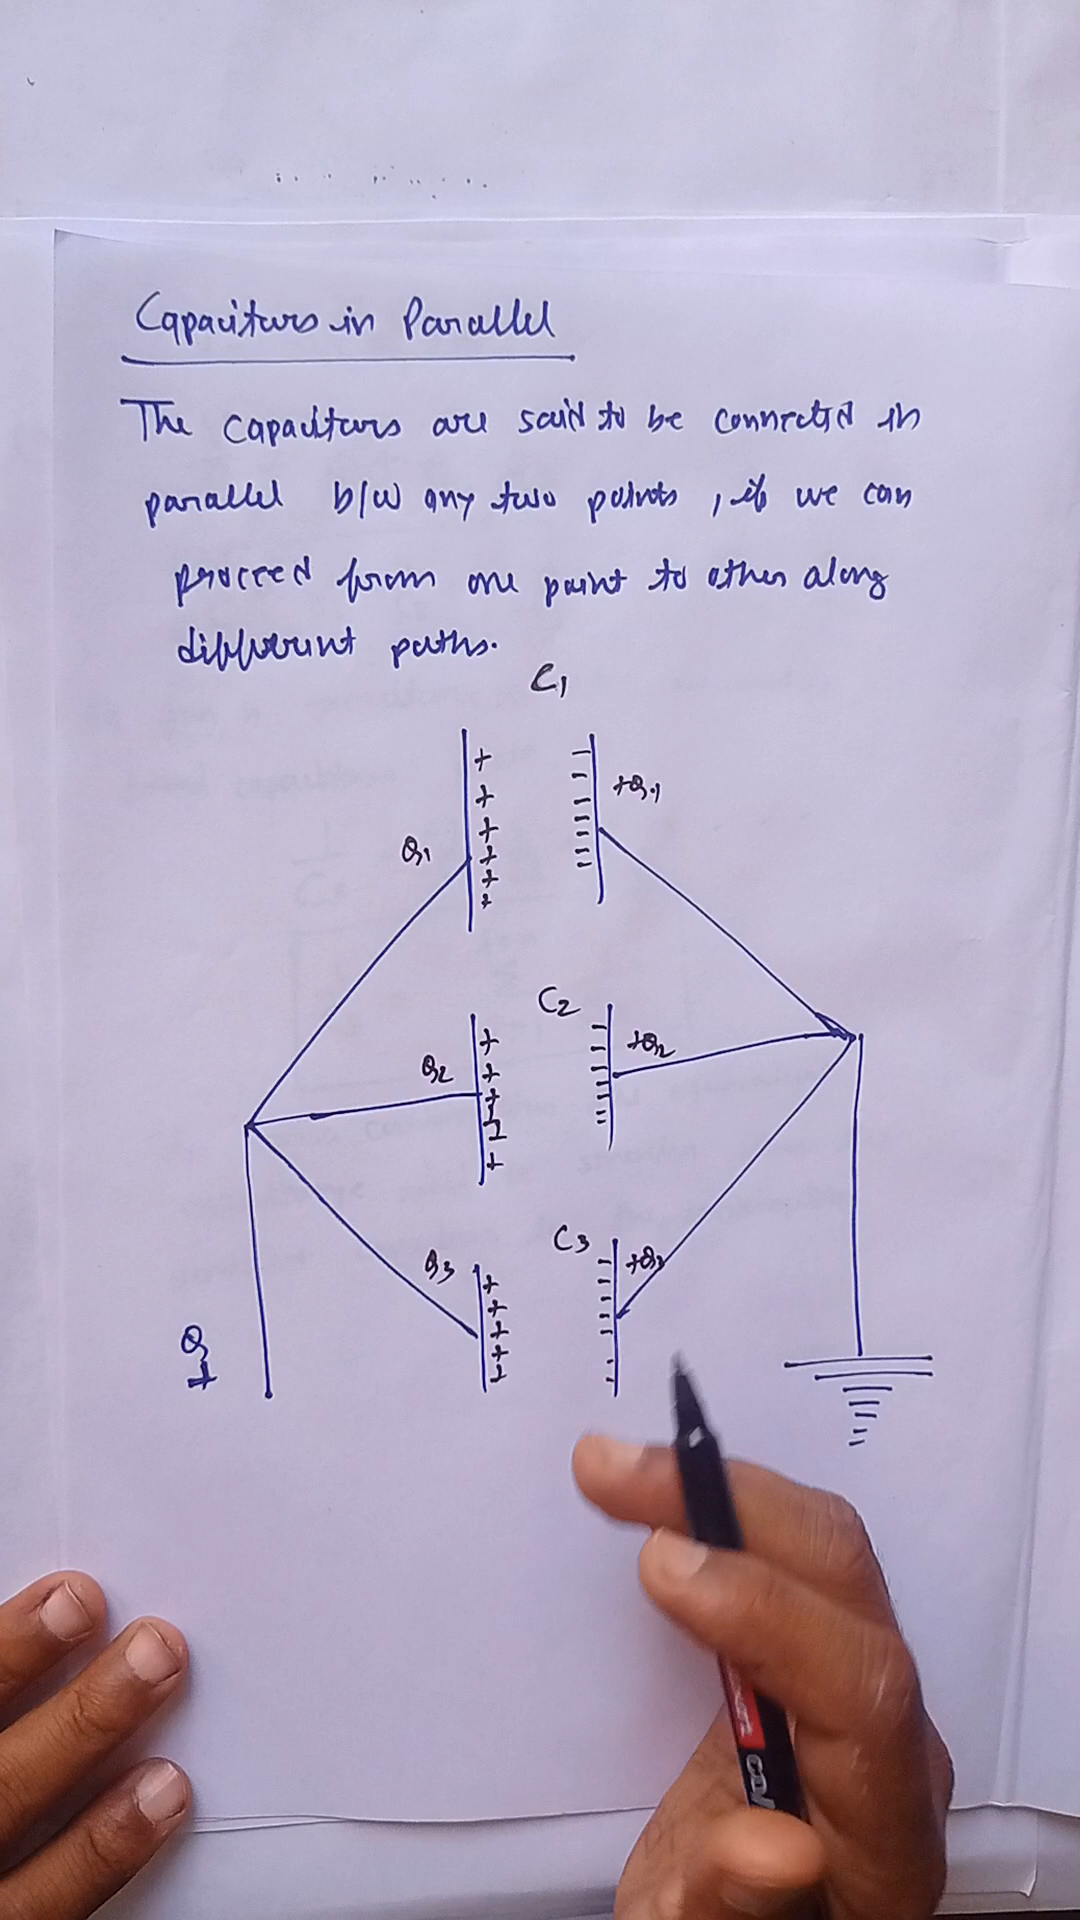 Capacitors in Parallel
The capacitors are said to be connected in
parallel b/w any two points, if we can
proceed from one point to other along
different paths.
C1
+Q1
Q1
C2
+Q2
Q2
C3
+Q3
Q3
Q
+